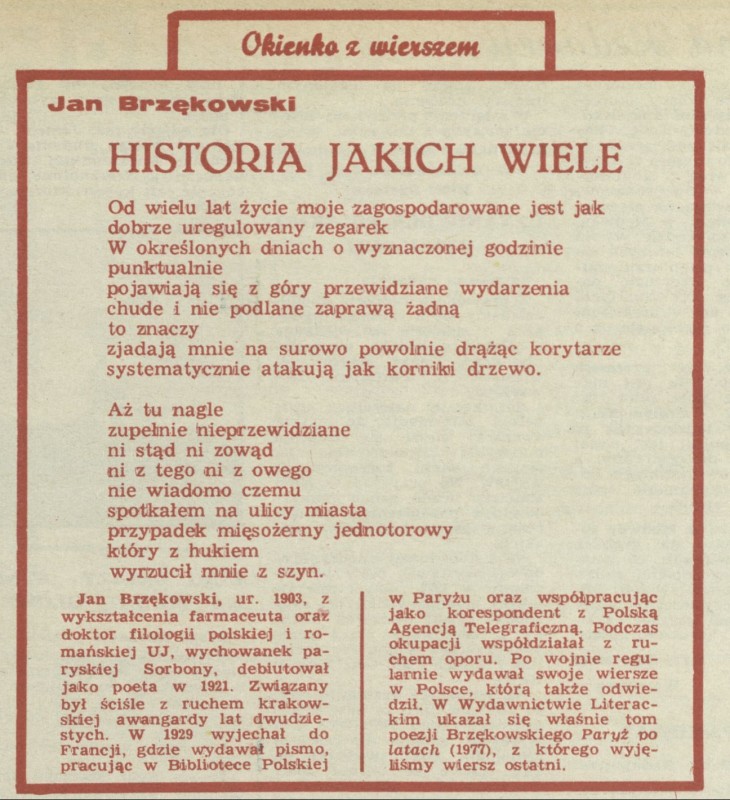 Okienko z wierszem
Jan Brzękowski
HISTORIA JAKICH WIELE
Od wielu lat życie moje zagospodarowane jest jak
dobrze uregulowany zegarek
W określonych dniach o wyznaczonej godzinie
punktualnie
pojawiają się z góry przewidziane wydarzenia
chude i nie podlane zaprawą żadną
to znaczy
zjadają mnie na surowo powolnie drążąc korytarze
systematycznie atakują jak korniki drzewo.
Aż tu nagle
zupełnie nieprzewidziane
ni stąd ni zowąd
ni z tego ni z owego
nie wiadomo czemu
spotkałem na ulicy miasta
przypadek mięsożerny jednotorowy
który z hukiem
wyrzucił mnie z szyn.
Jan Brzękowski, ur. 1903, z
wykształcenia farmaceuta oraz
doktor filologii polskiej i ro-
mańskiej UJ, wychowanek pa-
ryskiej Sorbony, debiutował
jako poeta w 1921. Związany
był ściśle z ruchem krakow-
skiej awangardy lat dwudzie-
stych. W 1929 wyjechał do
Francji, gdzie wydawał pismo,
pracując w Bibliotece Polskiej
w Paryżu oraz współpracując
jako korespondent z Polską
Agencją Telegraficzną. Podczas
okupacji współdziałał z ru-
chem oporu. Po wojnie regu-
larnie wydawał swoje wiersze
w Polsce, którą także odwie-
dził. W Wydawnictwie Literac-
kim ukazał się właśnie tom
poezji Brzękowskiego Paryż po
latach (1977), z którego wyję-
liśmy wiersz ostatni.